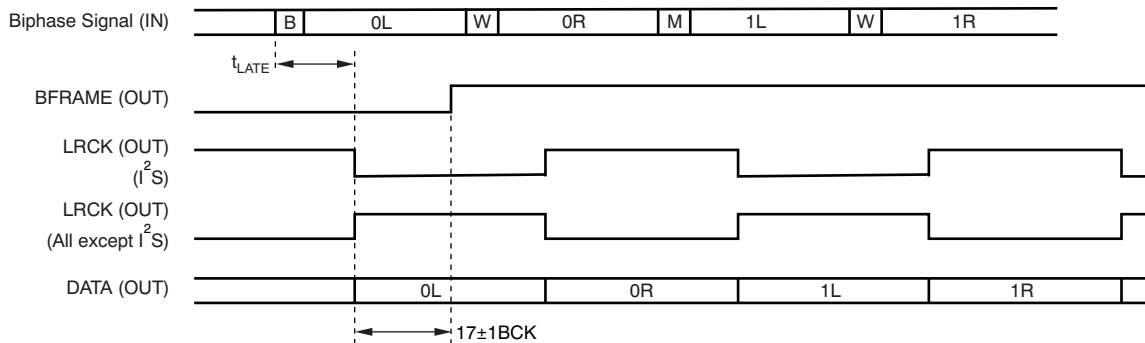 Biphase Signal (IN) B 0L W 0R M 1L W 1R
tLATE
BFRAME (OUT)
LRCK (OUT)
(I2S)
LRCK (OUT)
(All except I2S)
DATA (OUT) 0L 0R 1L 1R
17±1BCK